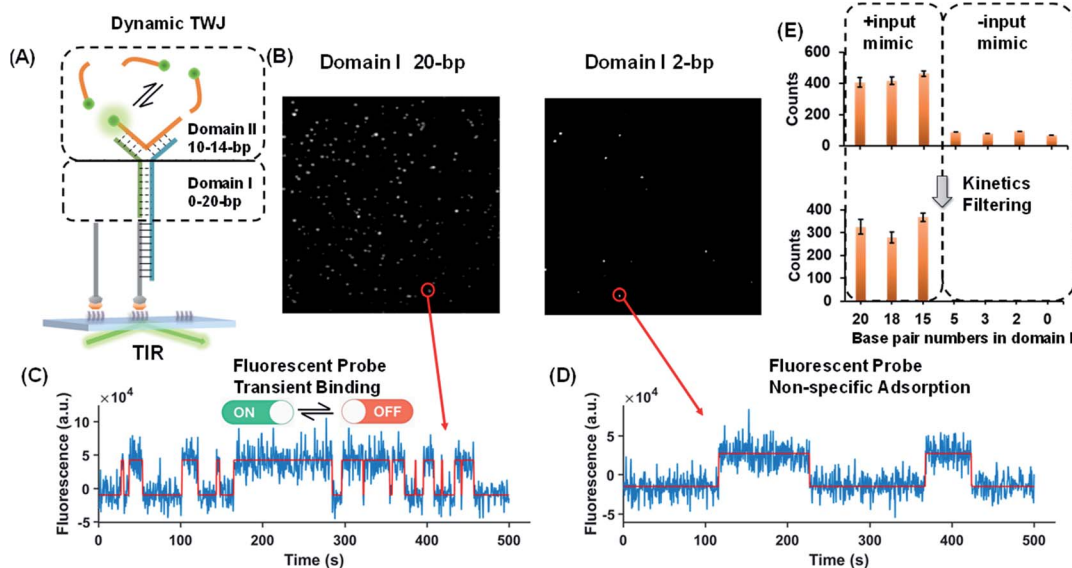 Dynamic TWJ
(A)
Domain II
10-14-bp
Domain I
0-20-bp
TIR
(B)
Domain I 20-bp
Domain I 2-bp
(E)
+input
mimic
-input
mimic
Counts
600
400
200
0
Kinetics
Filtering
Counts
400
300
200
100
0
20 18 15 5 3 2 0
Base pair numbers in domain I
(C)
Fluorescent Probe
Transient Binding
ON
OFF
×10⁴
Fluorescence (a.u.)
10
5
0
-5
0 100 200 300 400 500
Time (s)
(D)
Fluorescent Probe
Non-specific Adsorption
×10⁴
Fluorescence (a.u.)
5
0
-5
0 100 200 300 400 500
Time (s)